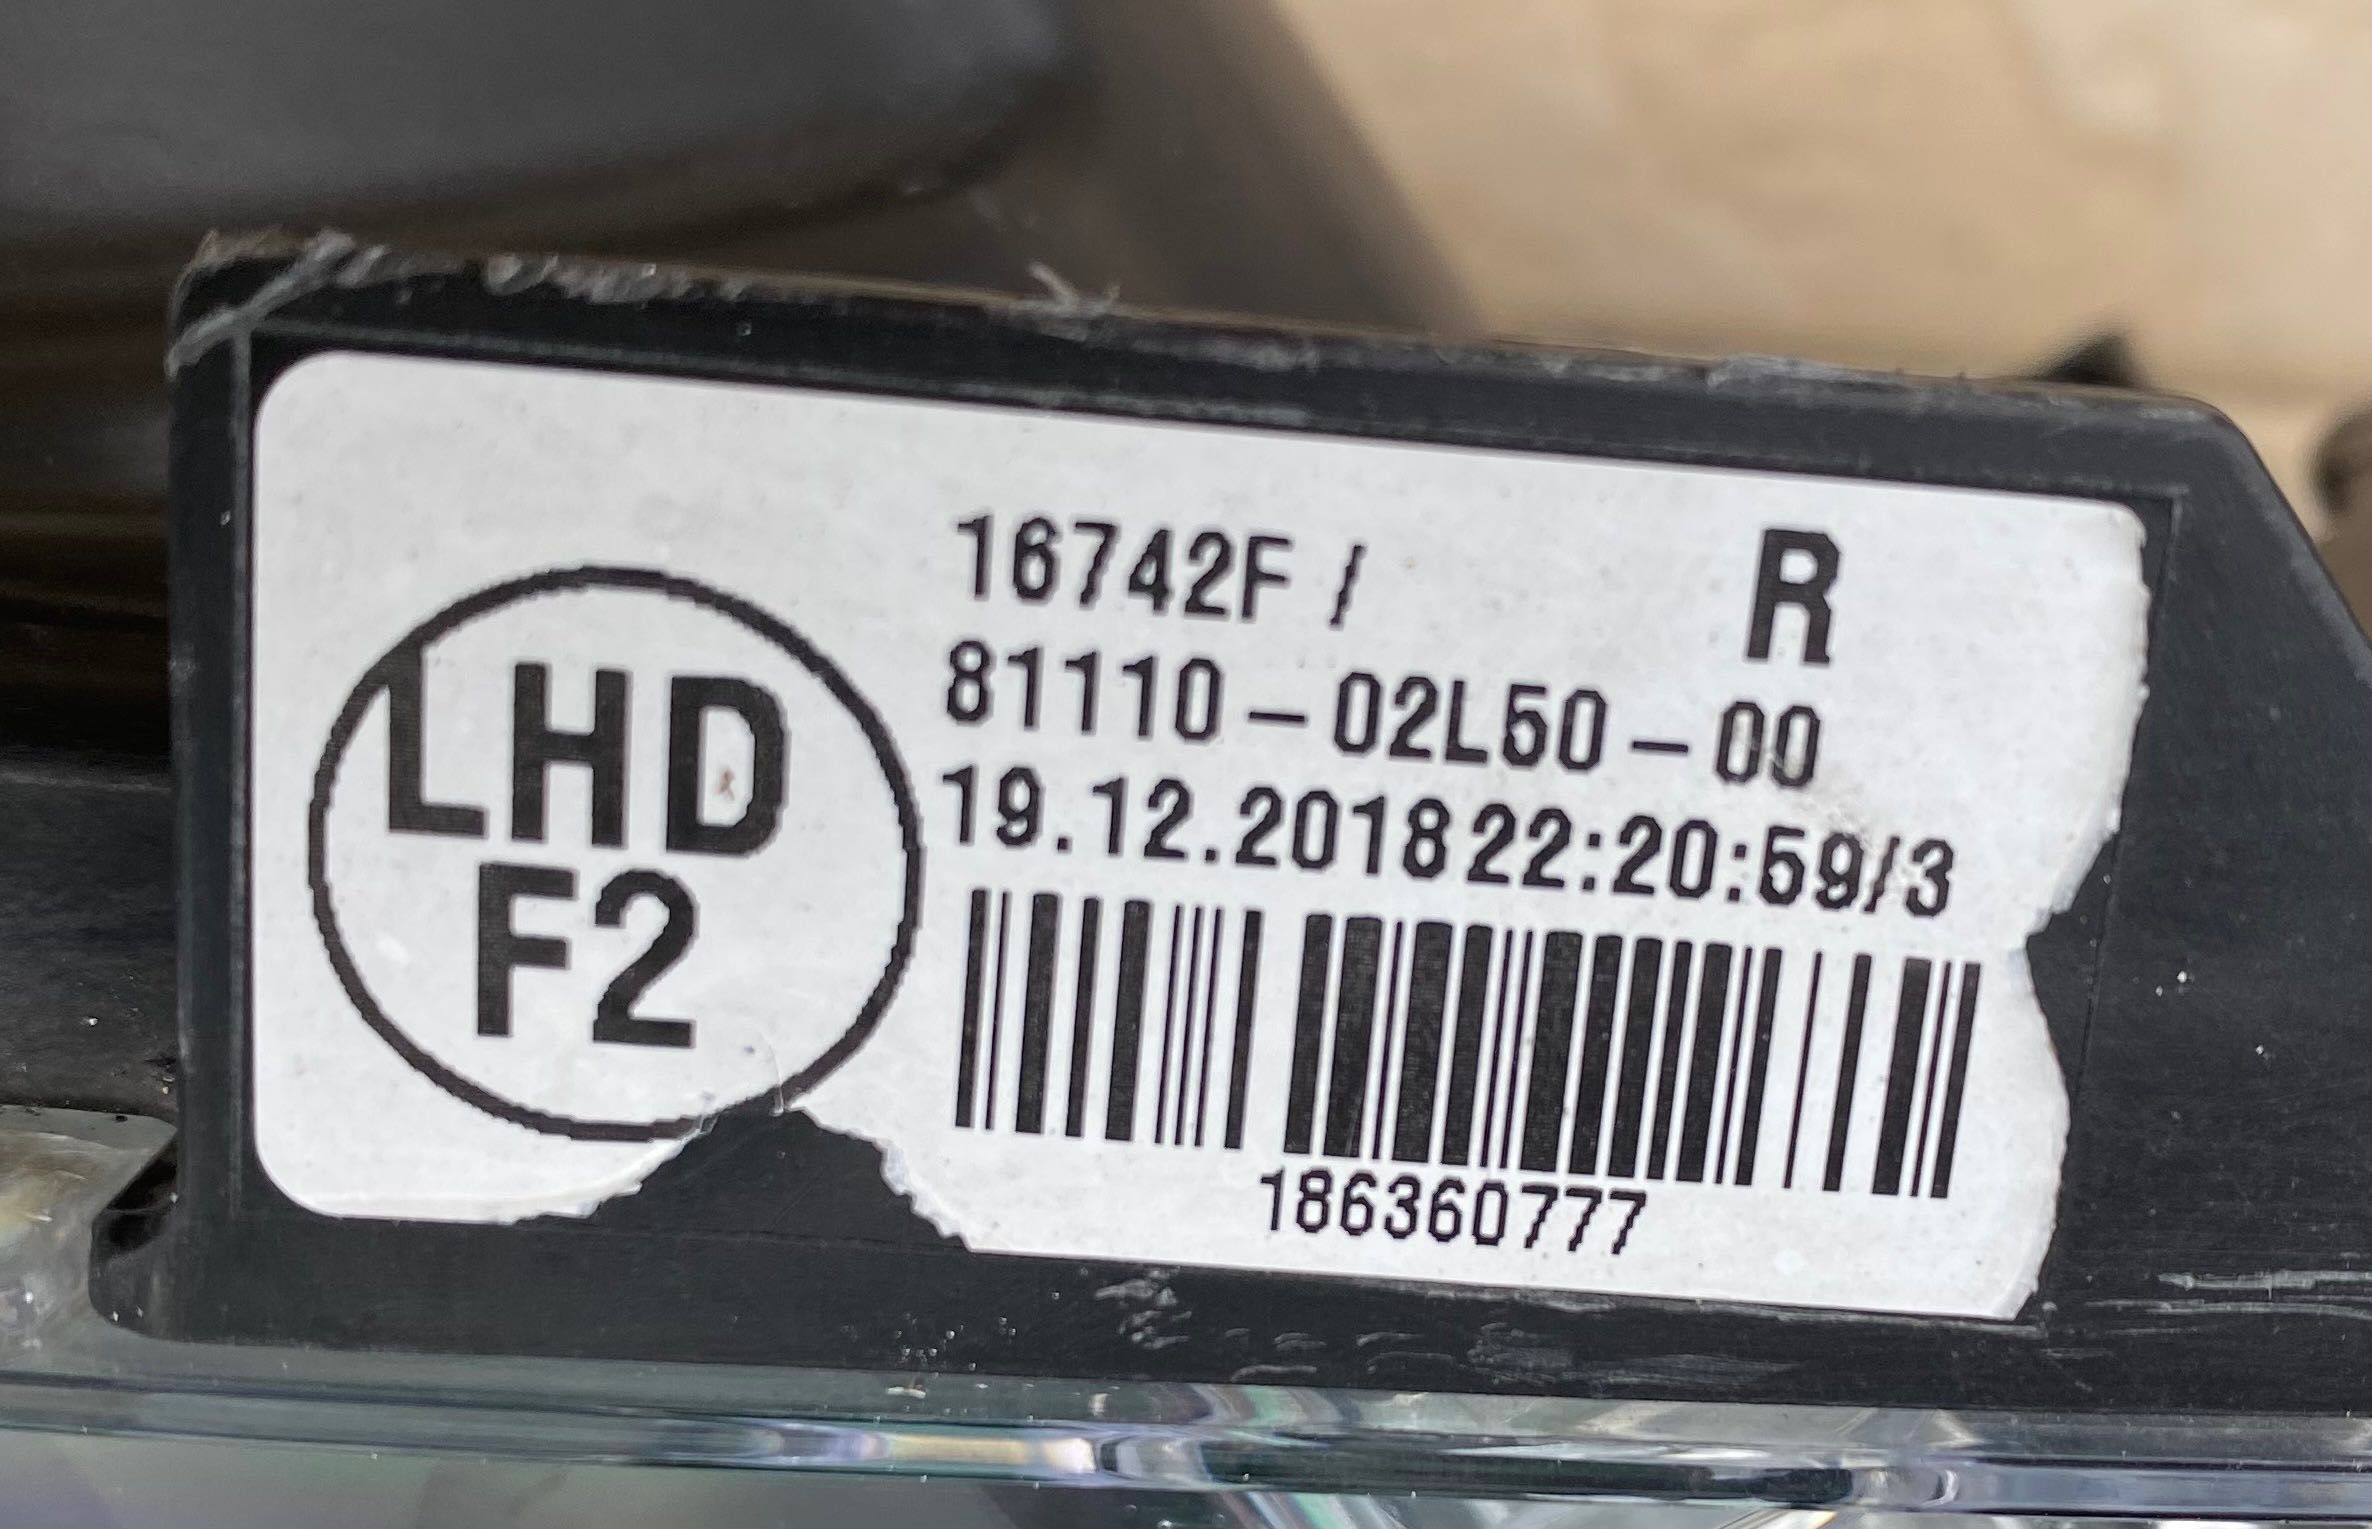 LHD
F2
16742F / R
81110-02L50-00
19.12.2018 22:20:59/3
186360777